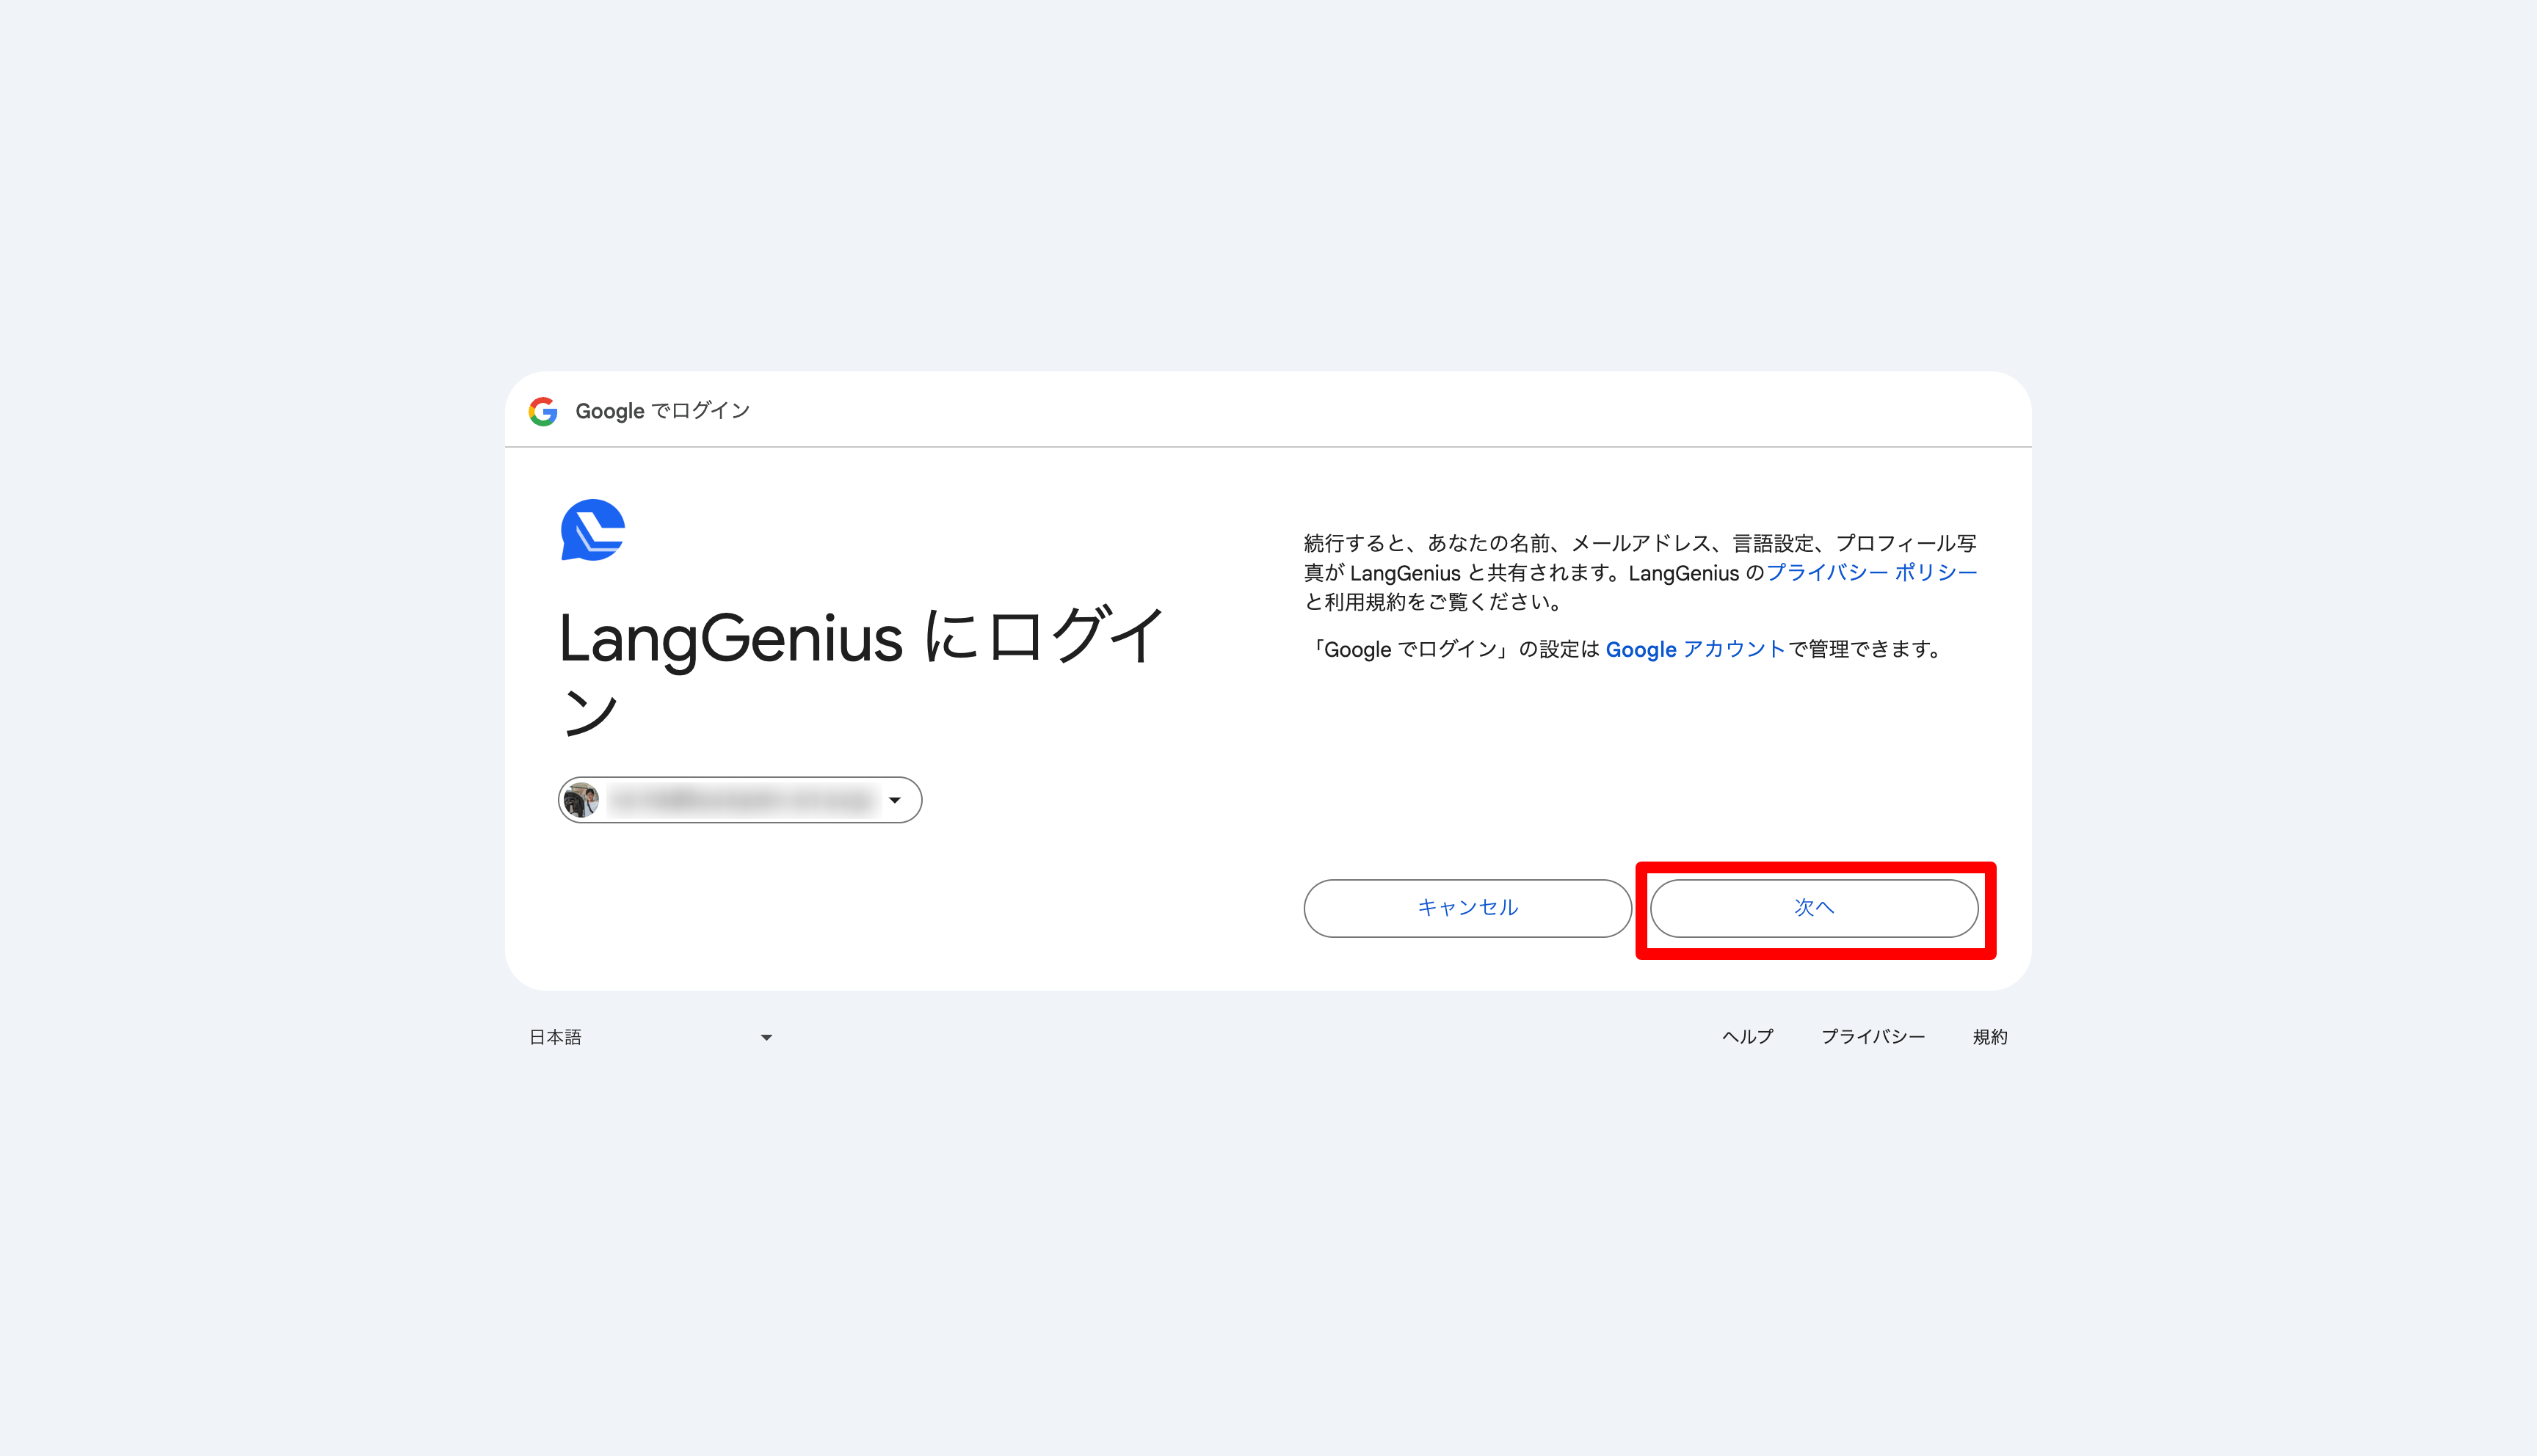 Google でログイン
LangGenius にログイ
ン
続行すると、あなたの名前、メールアドレス、言語設定、プロフィール写
真が LangGenius と共有されます。LangGenius のプライバシー ポリシー
と利用規約をご覧ください。
「Google でログイン」の設定は Google アカウントで管理できます。
キャンセル
次へ
日本語
ヘルプ
プライバシー
規約